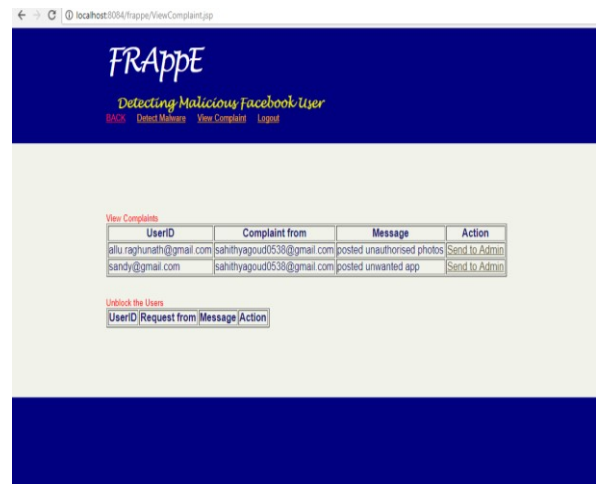 localhost:8084/frappe/ViewComplaint.jsp
FRAppE
Detecting Malicious Facebook User
BACK Detect Malware View Complaint Logout
View Complaints
UserID Complaint from Message Action
allu.raghunath@gmail.com sahithyagoud0538@gmail.com posted unauthorised photos Send to Admin
sandy@gmail.com sahithyagoud0538@gmail.com posted unwanted app Send to Admin
Unblock the Users
UserID Request from Message Action